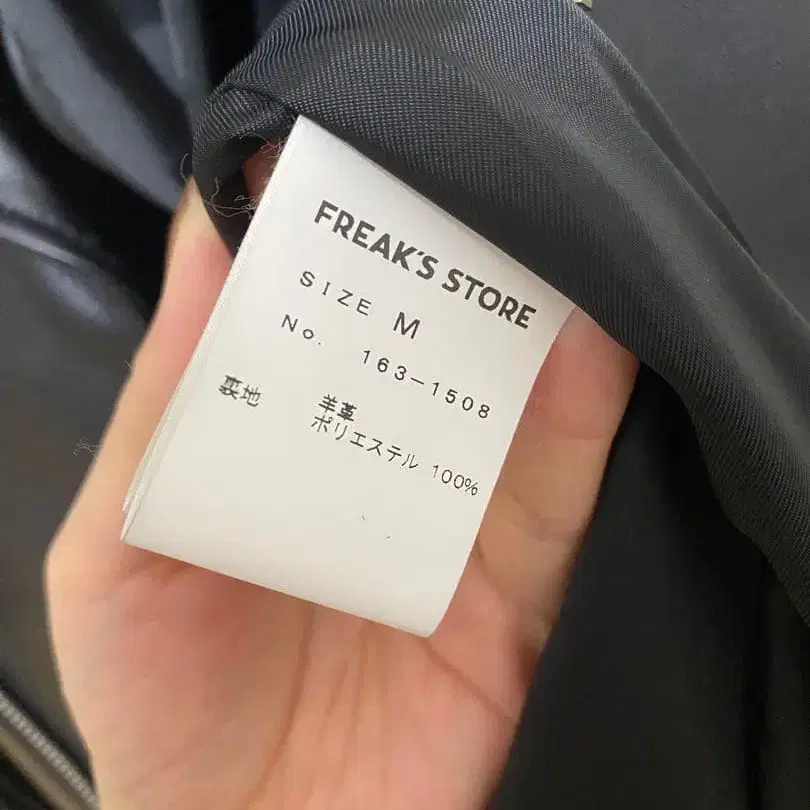 FREAK'S STORE
SIZE M
No. 163-1508
羊革
裏地 ポリエステル 100%